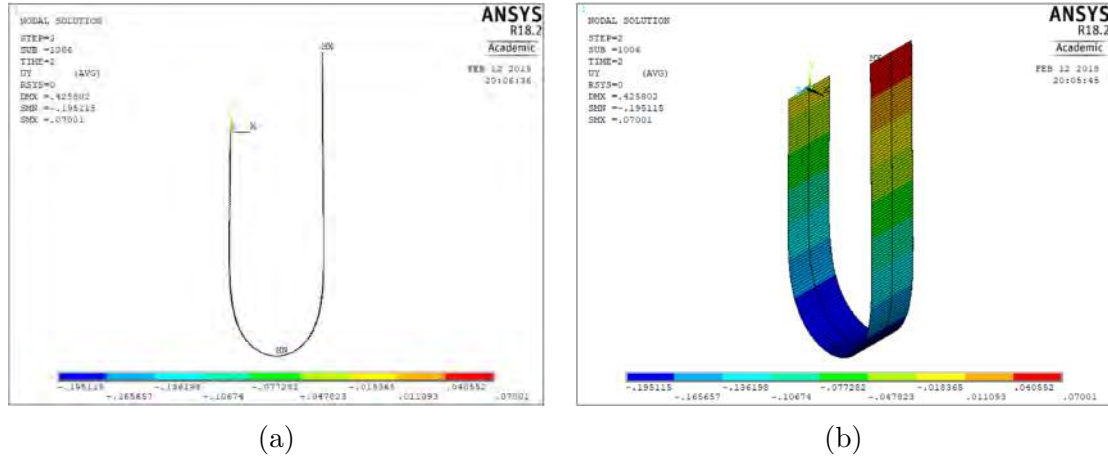 NODAL SOLUTION
STEP=2
SUB =1006
TIME=2
UY (AVG)
RSYS=0
DMX =.425802
SMN =-.195115
SMX =.07001
ANSYS
R18.2
Academic
FEB 12 2018
20:06:36
MX
MN
-.195115 -.136198 -.077282 -.018365 .040552
-.165657 -.10674 -.047823 .011093 .07001
(a)
1
NODAL SOLUTION
STEP=2
SUB =1006
TIME=2
UY (AVG)
RSYS=0
DMX =.425802
SMN =-.195115
SMX =.07001
ANSYS
R18.2
Academic
FEB 12 2018
20:05:45
MX
-.195115 -.136198 -.077282 -.018365 .040552
-.165657 -.10674 -.047823 .011093 .07001
(b)